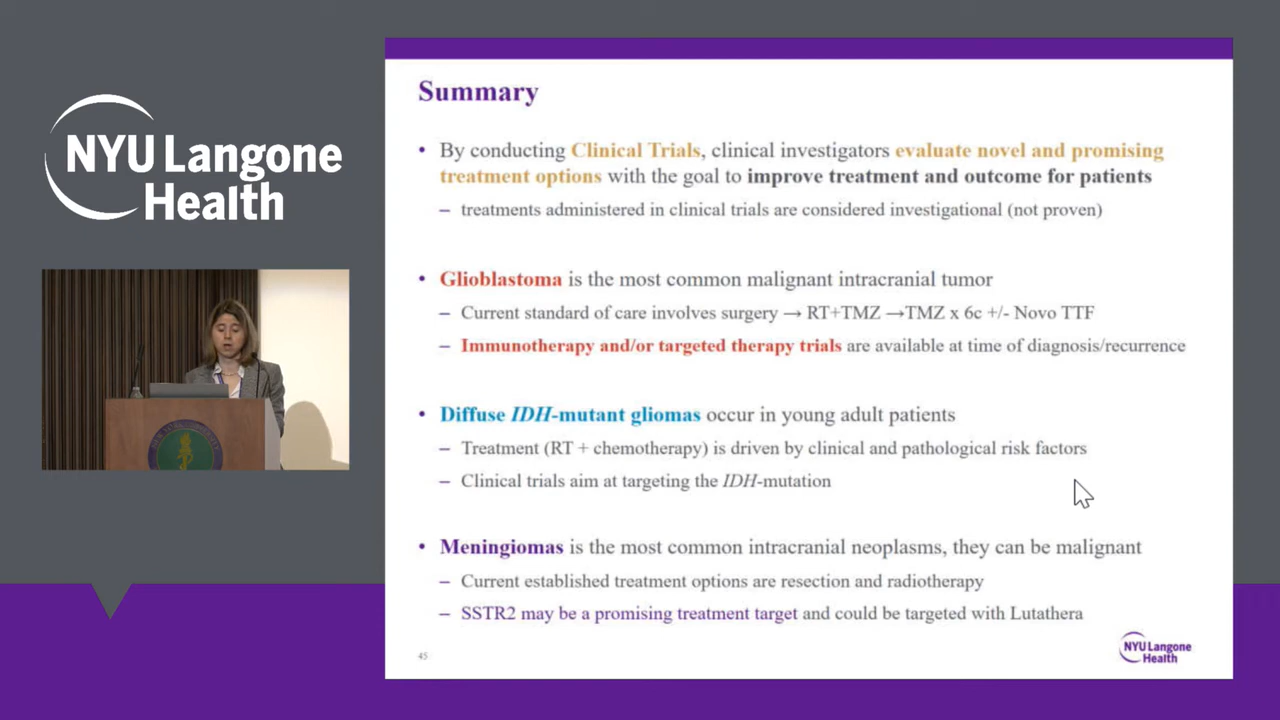 NYU Langone
Health
Summary
• By conducting Clinical Trials, clinical investigators evaluate novel and promising
treatment options with the goal to improve treatment and outcome for patients
– treatments administered in clinical trials are considered investigational (not proven)
• Glioblastoma is the most common malignant intracranial tumor
– Current standard of care involves surgery → RT+TMZ →TMZ x 6c +/- Novo TTF
– Immunotherapy and/or targeted therapy trials are available at time of diagnosis/recurrence
• Diffuse IDH-mutant gliomas occur in young adult patients
– Treatment (RT + chemotherapy) is driven by clinical and pathological risk factors
– Clinical trials aim at targeting the IDH-mutation
• Meningiomas is the most common intracranial neoplasms, they can be malignant
– Current established treatment options are resection and radiotherapy
– SSTR2 may be a promising treatment target and could be targeted with Lutathera
45
NYU Langone
Health